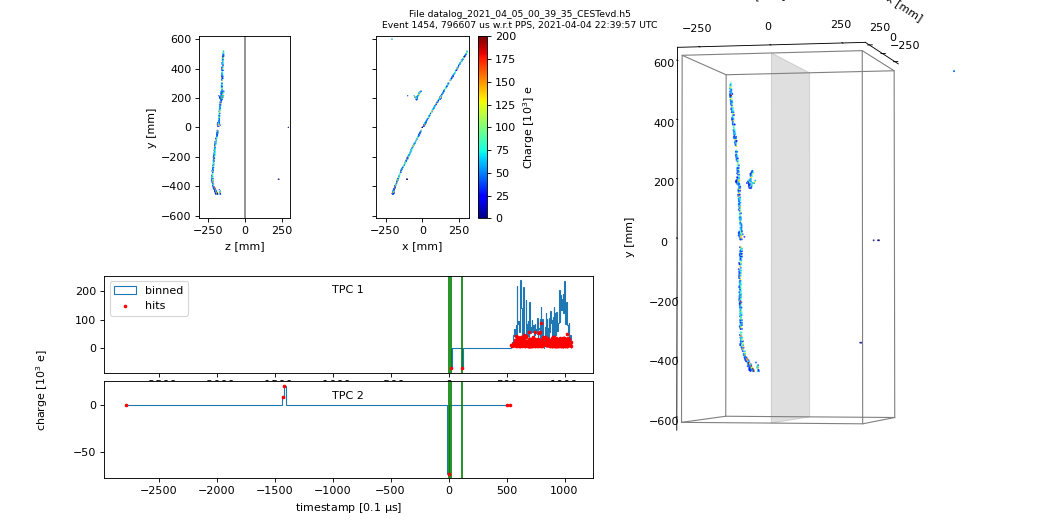 File datalog_2021_04_05_00_39_35_CESTevd.h5
Event 1454, 796607 us w.r.t PPS, 2021-04-04 22:39:57 UTC
600
400
200
0
−200
−400
−600
y [mm]
−250 0 250
z [mm]
−250 0 250
x [mm]
200
175
150
125
100
75
50
25
0
Charge [10³] e
−250 0 250 250
0
−250
600
400
200
0
−200
−400
−600
y [mm]
TPC 1
binned
hits
200
100
0
TPC 2
0
−50
charge [10³ e]
−2500 −2000 −1500 −1000 −500 0 500 1000
timestamp [0.1 μs]